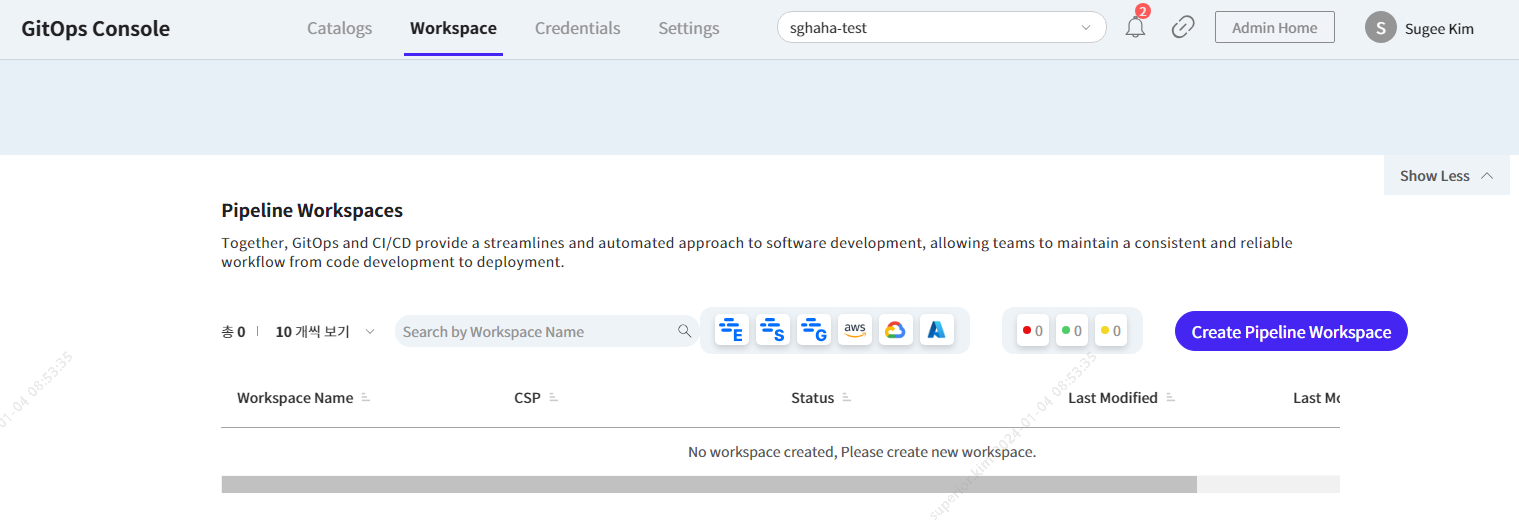 GitOps Console
Catalogs
Workspace
Credentials
Settings
sghaha-test
2
Admin Home
S
Sugee Kim
Show Less
Pipeline Workspaces
Together, GitOps and CI/CD provide a streamlines and automated approach to software development, allowing teams to maintain a consistent and reliable
workflow from code development to deployment.
총 0
10 개씩 보기
Search by Workspace Name
E
S
G
aws
0
0
0
Create Pipeline Workspace
Workspace Name
CSP
Status
Last Modified
Last Mo
No workspace created, Please create new workspace.
01-04 08:53:35
superiot.kim 2024-01-04 08:53:35